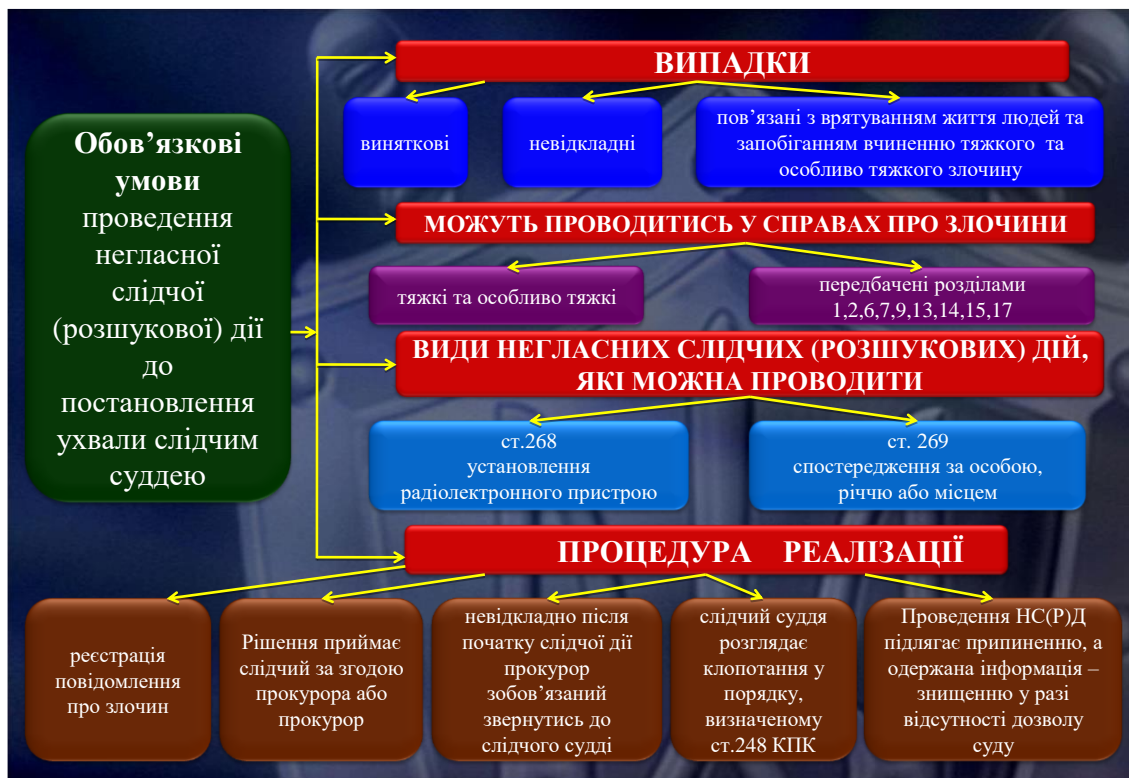 Обов’язкові
умови
проведення
негласної
слідчої
(розшукової) дії
до
постановлення
ухвали слідчим
суддею
ВИПАДКИ
виняткові
невідкладні
пов’язані з врятуванням життя людей та
запобіганням вчиненню тяжкого та
особливо тяжкого злочину
МОЖУТЬ ПРОВОДИТИСЬ У СПРАВАХ ПРО ЗЛОЧИНИ
тяжкі та особливо тяжкі
передбачені розділами
1,2,6,7,9,13,14,15,17
ВИДИ НЕГЛАСНИХ СЛІДЧИХ (РОЗШУКОВИХ) ДІЙ,
ЯКІ МОЖНА ПРОВОДИТИ
ст.268
установлення
радіолектронного пристрою
ст. 269
спостередження за особою,
річчю або місцем
ПРОЦЕДУРА РЕАЛІЗАЦІЇ
реєстрація
повідомлення
про злочин
Рішення приймає
слідчий за згодою
прокурора або
прокурор
невідкладно після
початку слідчої дії
прокурор
зобов’язаний
звернутись до
слідчого судді
слідчий суддя
розглядає
клопотання у
порядку,
визначеному
ст.248 КПК
Проведення НС(Р)Д
підлягає припиненню, а
одержана інформація –
знищенню у разі
відсутності дозволу
суду